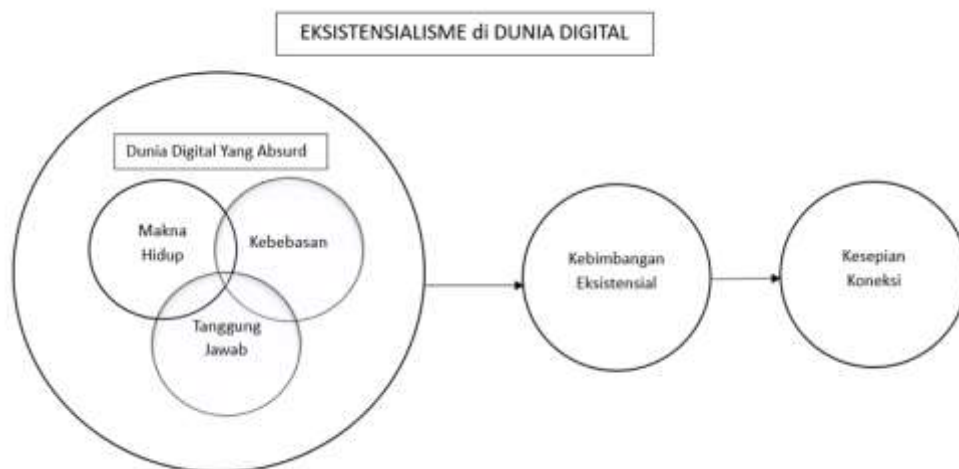 EKSISTENSIALISME di DUNIA DIGITAL
Dunia Digital Yang Absurd
Makna
Hidup
Kebebasan
Tanggung
Jawab
Kebimbangan
Eksistensial
Kesepian
Koneksi